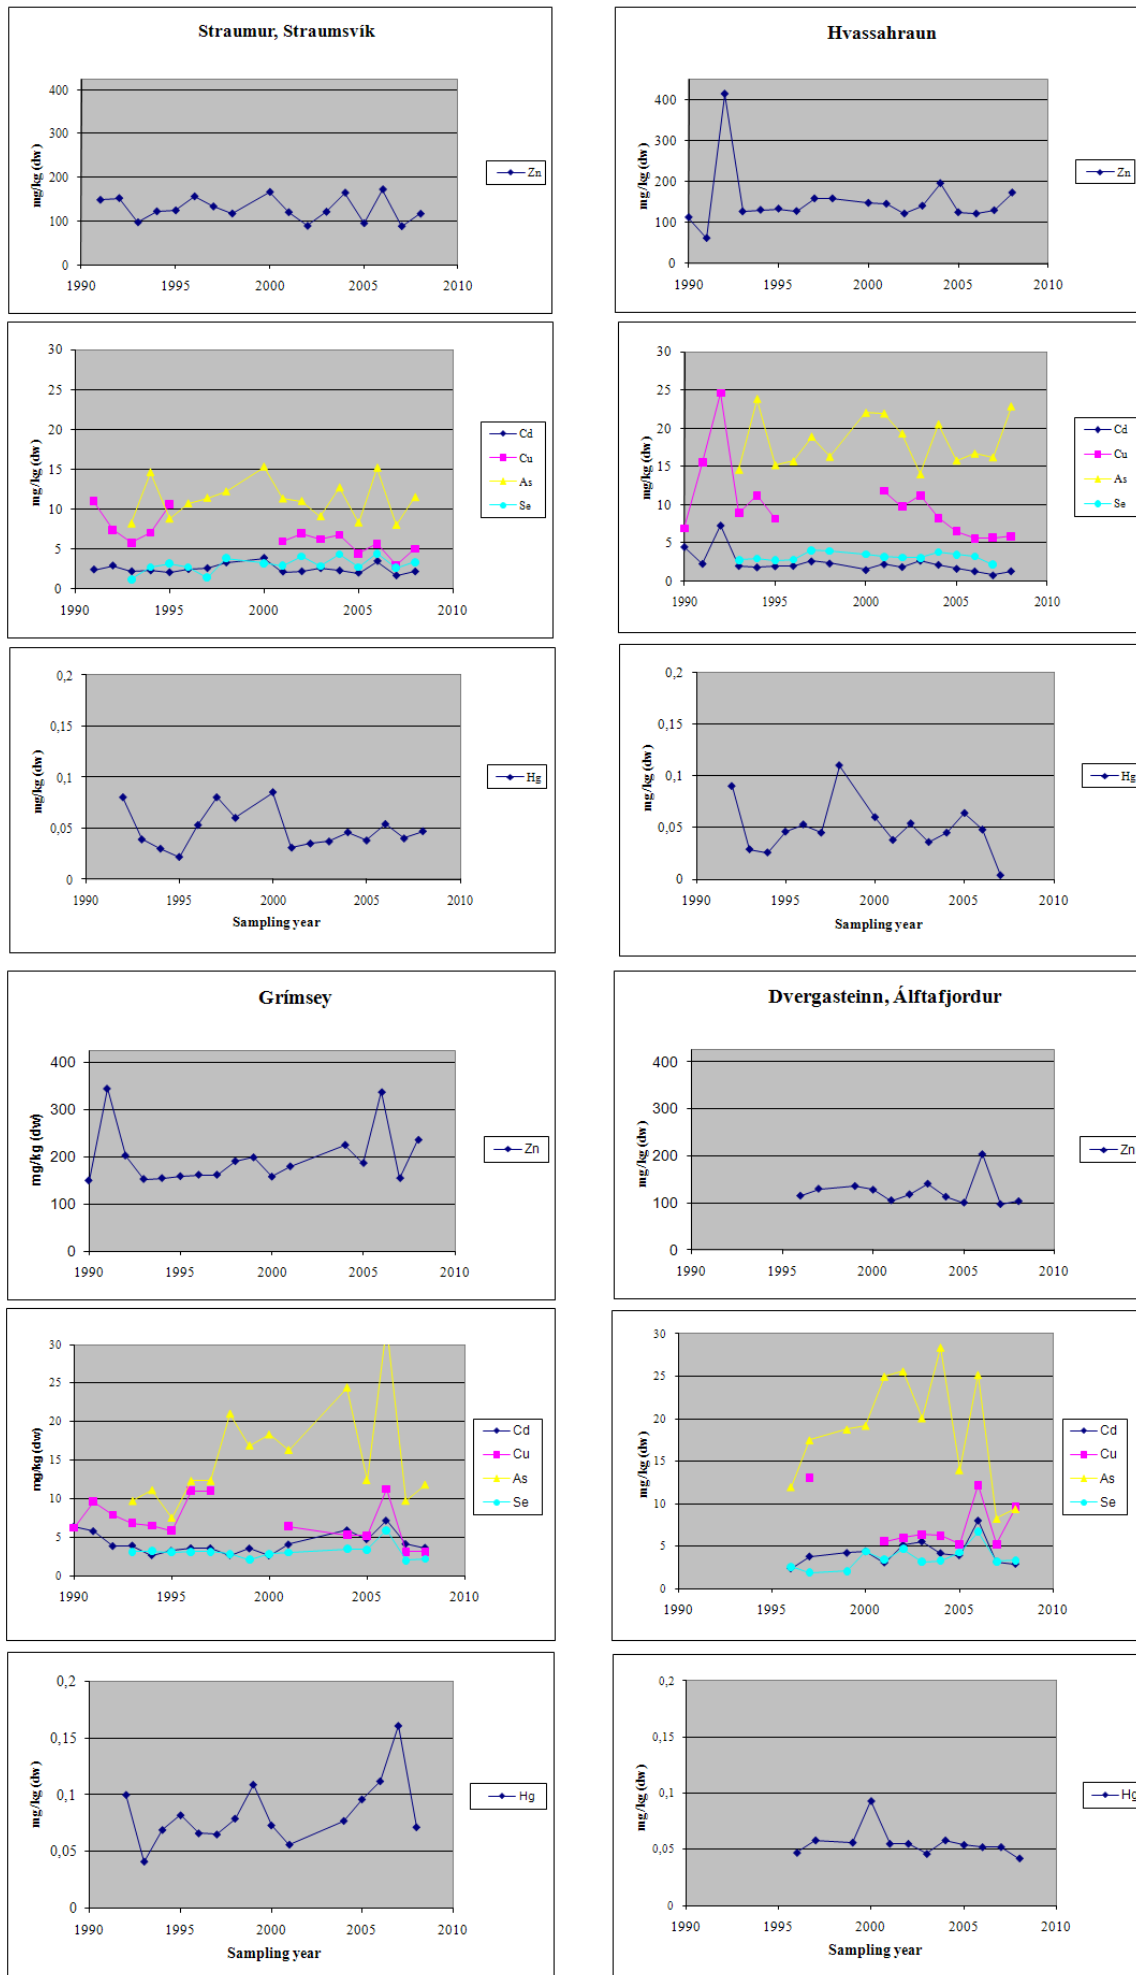 Straumur, Straumsvík
400
300
200
100
0
mg/kg (dw)
1990 1995 2000 2005 2010
Zn
Hvassahraun
400
300
200
100
0
mg/kg (dw)
1990 1995 2000 2005 2010
Zn
30
25
20
15
10
5
0
mg/kg (dw)
1990 1995 2000 2005 2010
Cd
Cu
As
Se
30
25
20
15
10
5
0
mg/kg (dw)
1990 1995 2000 2005 2010
Cd
Cu
As
Se
0,2
0,15
0,1
0,05
0
mg/kg (dw)
1990 1995 2000 2005 2010
Sampling year
Hg
0,2
0,15
0,1
0,05
0
mg/kg (dw)
1990 1995 2000 2005 2010
Sampling year
Hg
Grímsey
400
300
200
100
0
mg/kg (dw)
1990 1995 2000 2005 2010
Zn
Dvergasteinn, Álftafjordur
400
300
200
100
0
mg/kg (dw)
1990 1995 2000 2005 2010
Zn
30
25
20
15
10
5
0
mg/kg (dw)
1990 1995 2000 2005 2010
Cd
Cu
As
Se
30
25
20
15
10
5
0
mg/kg (dw)
1990 1995 2000 2005 2010
Cd
Cu
As
Se
0,2
0,15
0,1
0,05
0
mg/kg (dw)
1990 1995 2000 2005 2010
Sampling year
Hg
0,2
0,15
0,1
0,05
0
mg/kg (dw)
1990 1995 2000 2005 2010
Sampling year
Hg